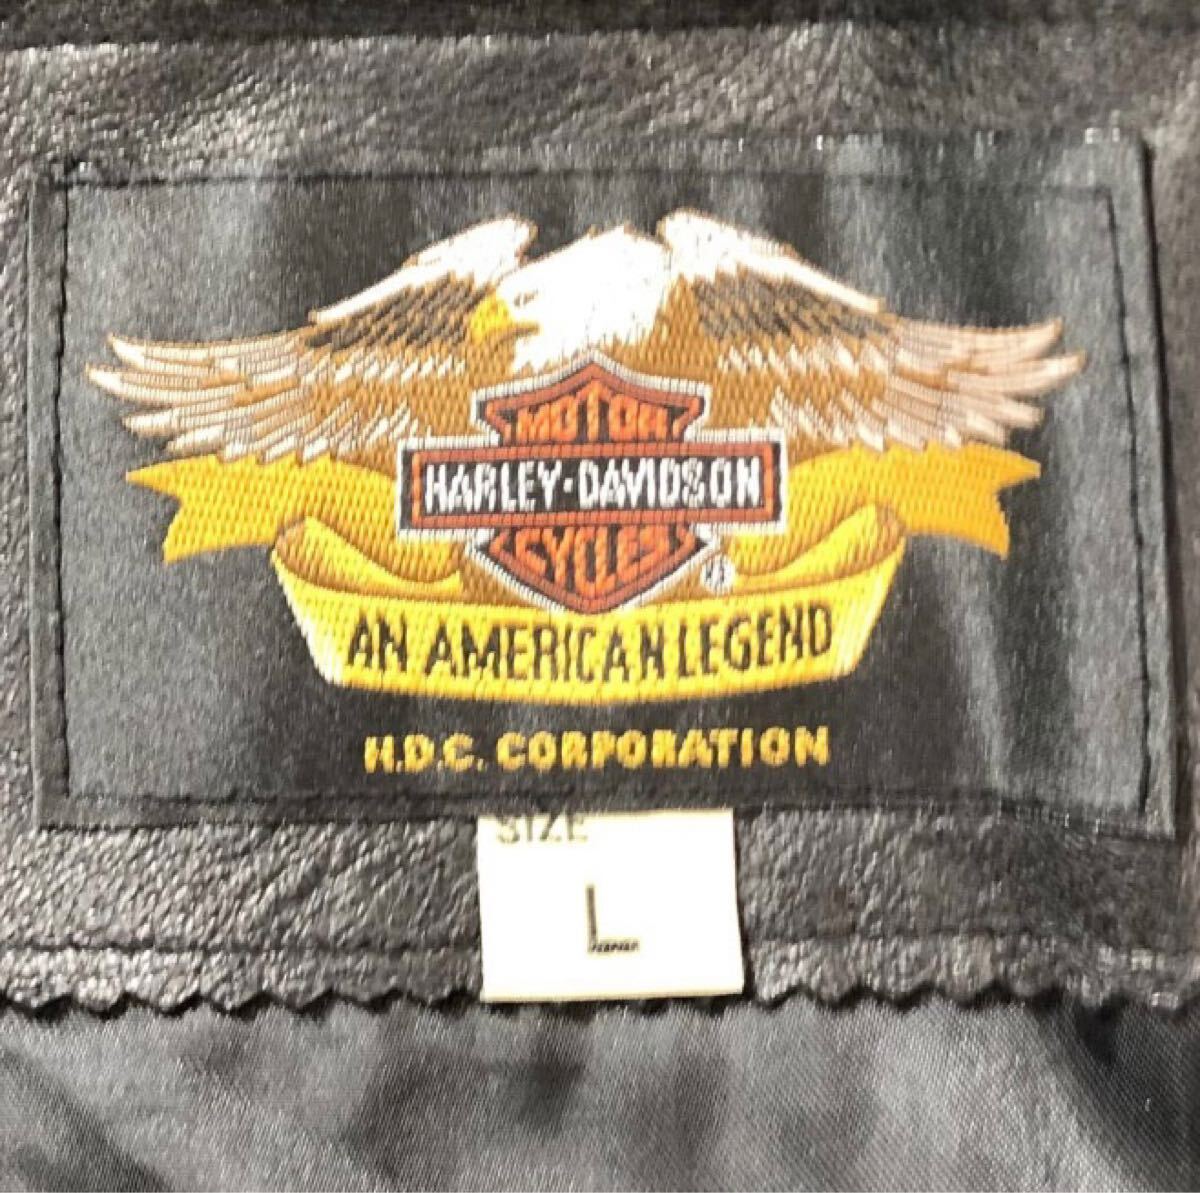 MOTOR
HARLEY-DAVIDSON
CYCLES
®
AN AMERICAN LEGEND
H.D.C. CORPORATION
SIZE
L